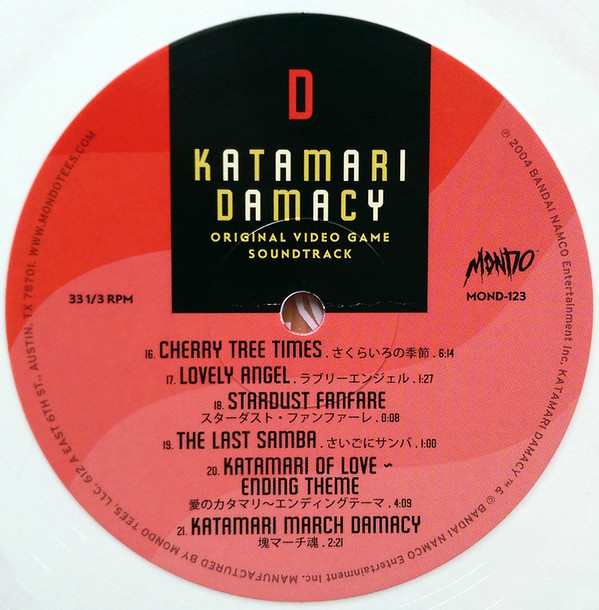 D
KATAMARI
DAMACY
ORIGINAL VIDEO GAME
SOUNDTRACK
33 1/3 RPM
MONDO™
MOND-123
16. CHERRY TREE TIMES . さくらいろの季節 . 6:14
17. LOVELY ANGEL . ラブリーエンジェル . 1:27
18. STARDUST FANFARE
スターダスト・ファンファーレ . 0:08
19. THE LAST SAMBA . さいごにサンバ . 1:00
20. KATAMARI OF LOVE ~
ENDING THEME
愛のカタマリ～エンディングテーマ . 4:09
21. KATAMARI MARCH DAMACY
塊マーチ魂 . 2:21
℗ 2004 BANDAI NAMCO Entertainment Inc. KATAMARI DAMACY ™ & © BANDAI NAMCO Entertainment Inc. MANUFACTURED BY MONDO TEES, LLC. 612 A EAST 6TH ST., AUSTIN, TX 78701. WWW.MONDOTEES.COM